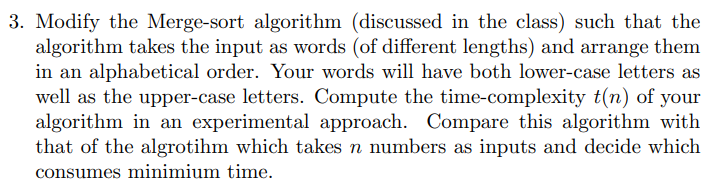 3. Modify the Merge-sort algorithm (discussed in the class) such that the
algorithm takes the input as words (of different lengths) and arrange them
in an alphabetical order. Your words will have both lower-case letters as
well as the upper-case letters. Compute the time-complexity t(n) of your
algorithm in an experimental approach. Compare this algorithm with
that of the algrotihm which takes n numbers as inputs and decide which
consumes minimium time.